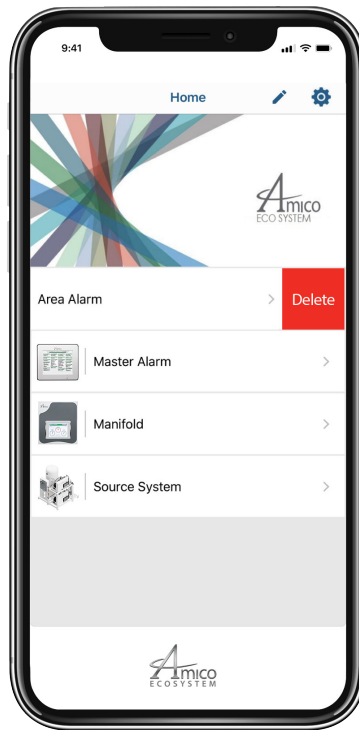 9:41
Home
Amico
ECO SYSTEM
Area Alarm
Delete
Master Alarm
Manifold
Source System
Amico
ECOSYSTEM